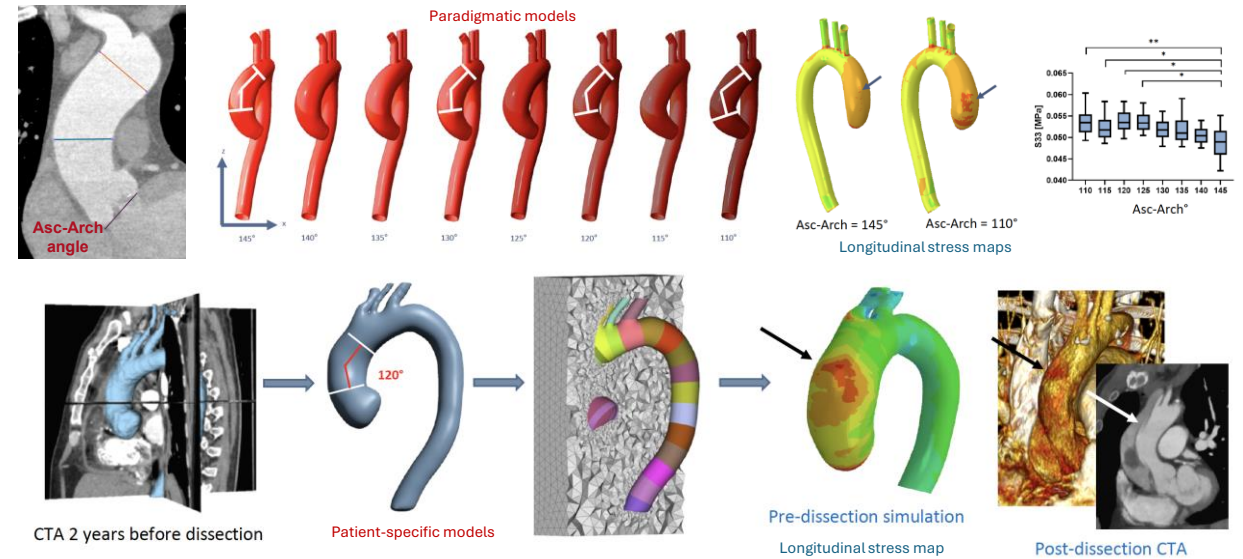 Paradigmatic models
Asc-Arch
angle
z
x
145°
140°
135°
130°
125°
120°
115°
110°
Asc-Arch = 145°
Asc-Arch = 110°
Longitudinal stress maps
**
*
*
*
S33 [MPa]
0.065
0.060
0.055
0.050
0.045
0.040
110 115 120 125 130 135 140 145
Asc-Arch°
120°
CTA 2 years before dissection
Patient-specific models
Pre-dissection simulation
Longitudinal stress map
Post-dissection CTA